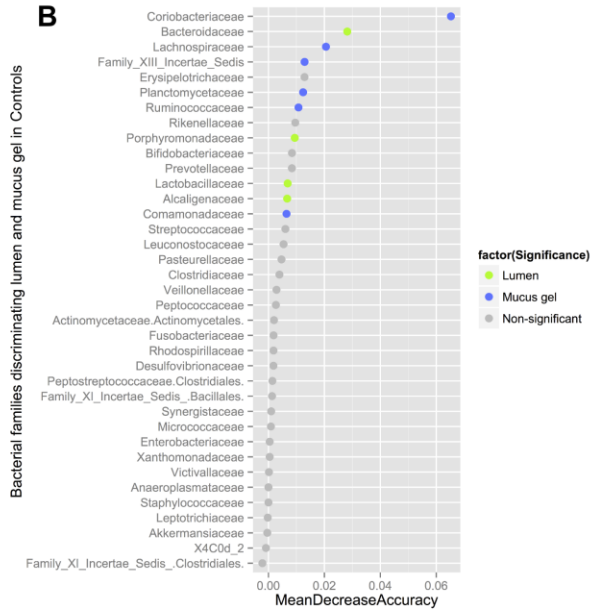 B
Bacterial families discriminating lumen and mucus gel in Controls
Coriobacteriaceae
Bacteroidaceae
Lachnospiraceae
Family_XIII_Incertae_Sedis
Erysipelotrichaceae
Planctomycetaceae
Ruminococcaceae
Rikenellaceae
Porphyromonadaceae
Bifidobacteriaceae
Prevotellaceae
Lactobacillaceae
Alcaligenaceae
Comamonadaceae
Streptococcaceae
Leuconostocaceae
Pasteurellaceae
Clostridiaceae
Veillonellaceae
Peptococcaceae
Actinomycetaceae.Actinomycetales.
Fusobacteriaceae
Rhodospirillaceae
Desulfovibrionaceae
Peptostreptococcaceae.Clostridiales.
Family_XI_Incertae_Sedis_.Bacillales.
Synergistaceae
Micrococcaceae
Enterobacteriaceae
Xanthomonadaceae
Victivallaceae
Anaeroplasmataceae
Staphylococcaceae
Leptotrichiaceae
Akkermansiaceae
X4C0d_2
Family_XI_Incertae_Sedis_.Clostridiales.
0.00 0.02 0.04 0.06
MeanDecreaseAccuracy
factor(Significance)
Lumen
Mucus gel
Non-significant